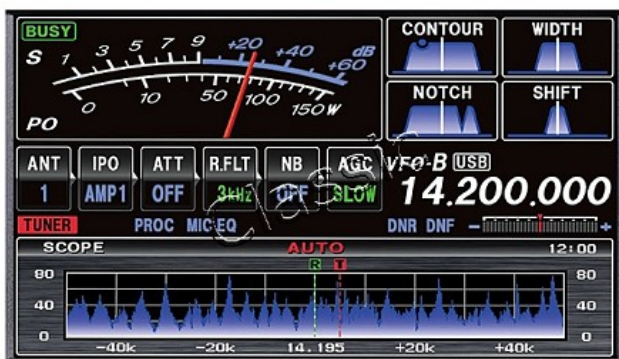 BUSY
S 1 3 5 7 9 +20 +40 +60 dB
0 10 50 100 150 W
PO
CONTOUR WIDTH
NOTCH SHIFT
ANT IPO ATT R.FLT NB AGC VFO-B USB
1 AMP1 OFF 3kHz OFF SLOW 14.200.000
TUNER PROC MIC EQ DNR DNF - +
SCOPE AUTO 12:00
R T
80 80
40 40
0 0
-40k -20k 14.195 +20k +40k
Classic